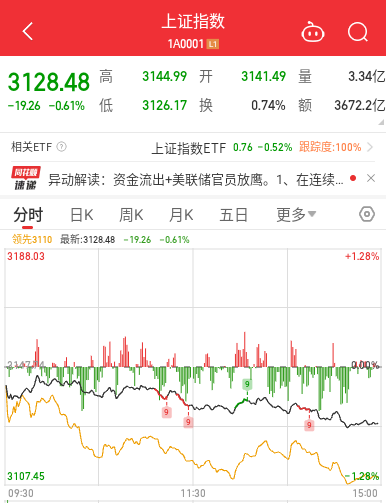 上证指数
1A0001 L1
3128.48 高 3144.99 开 3141.49 量 3.34亿
-19.26 -0.61% 低 3126.17 换 0.74% 额 3672.2亿
相关ETF ? 上证指数ETF 0.76 -0.52% 跟踪度:100%
同花顺
速递
异动解读：资金流出+美联储官员放鹰。1、在连续...
分时 日K 周K 月K 五日 更多
领先3110 最新:3128.48 -19.26 -0.61%
3188.03 +1.28%
0.00%
9
9
9
9
3107.45 -1.28%
09:30 11:30 15:00